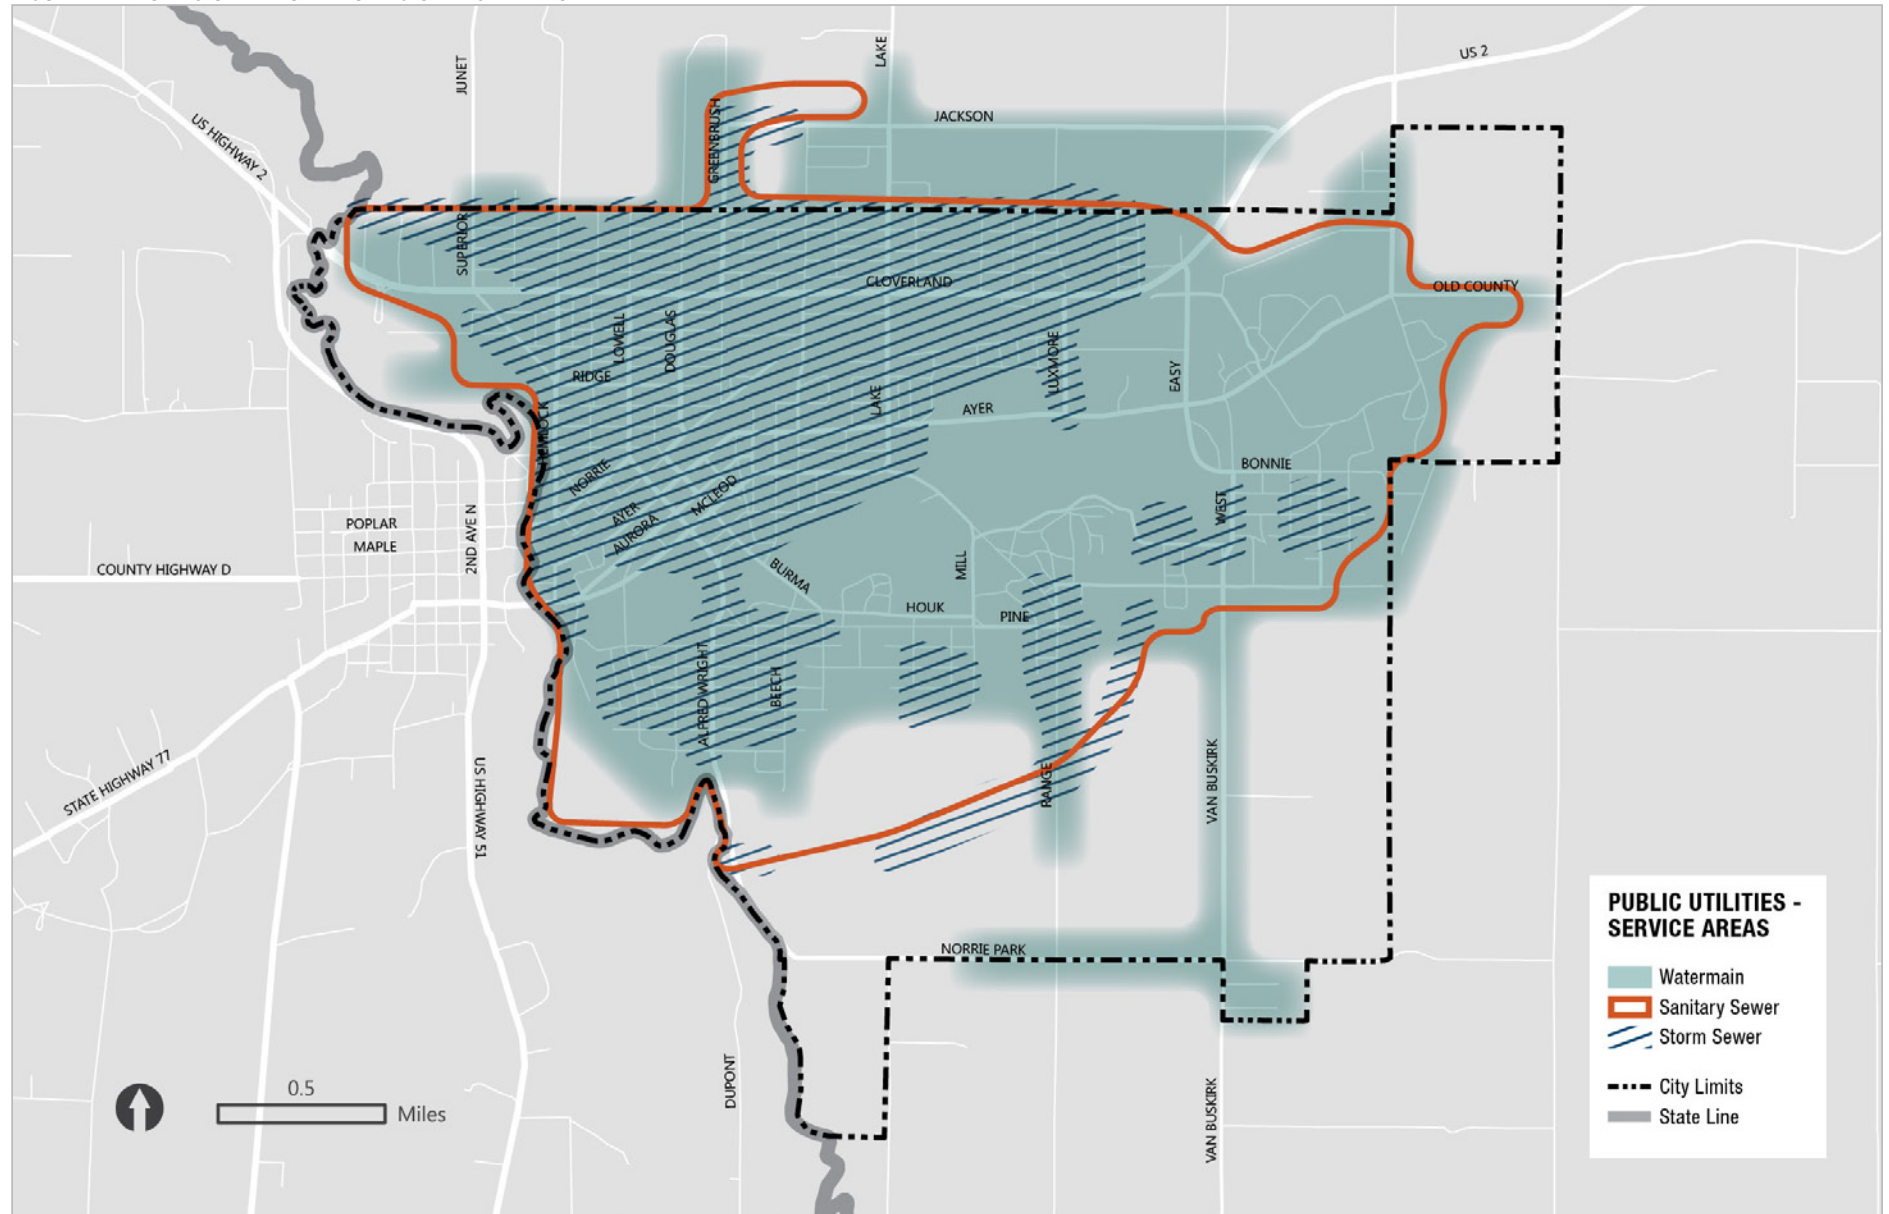 JUNET
LAKE
US 2
US HIGHWAY 2
GREENBRUSH
JACKSON
SUPERIOR
CLOVERLAND
OLD COUNTY
LOWELL
DOUGLAS
LUXMORE
RIDGE
EASY
LAKE
AYER
HEMLOCK
NORRIE
BONNIE
MCLEOD
AYER
AURORA
WEST
POPLAR
MAPLE
2ND AVE N
COUNTY HIGHWAY D
BURMA
MILL
HOUK
PINE
ALFRED WRIGHT
BEECH
STATE HIGHWAY 77
US HIGHWAY 51
RANGE
VAN BUSKIRK
NORRIE PARK
DUPONT
VAN BUSKIRK
0.5
Miles
PUBLIC UTILITIES -
SERVICE AREAS
Watermain
Sanitary Sewer
Storm Sewer
City Limits
State Line